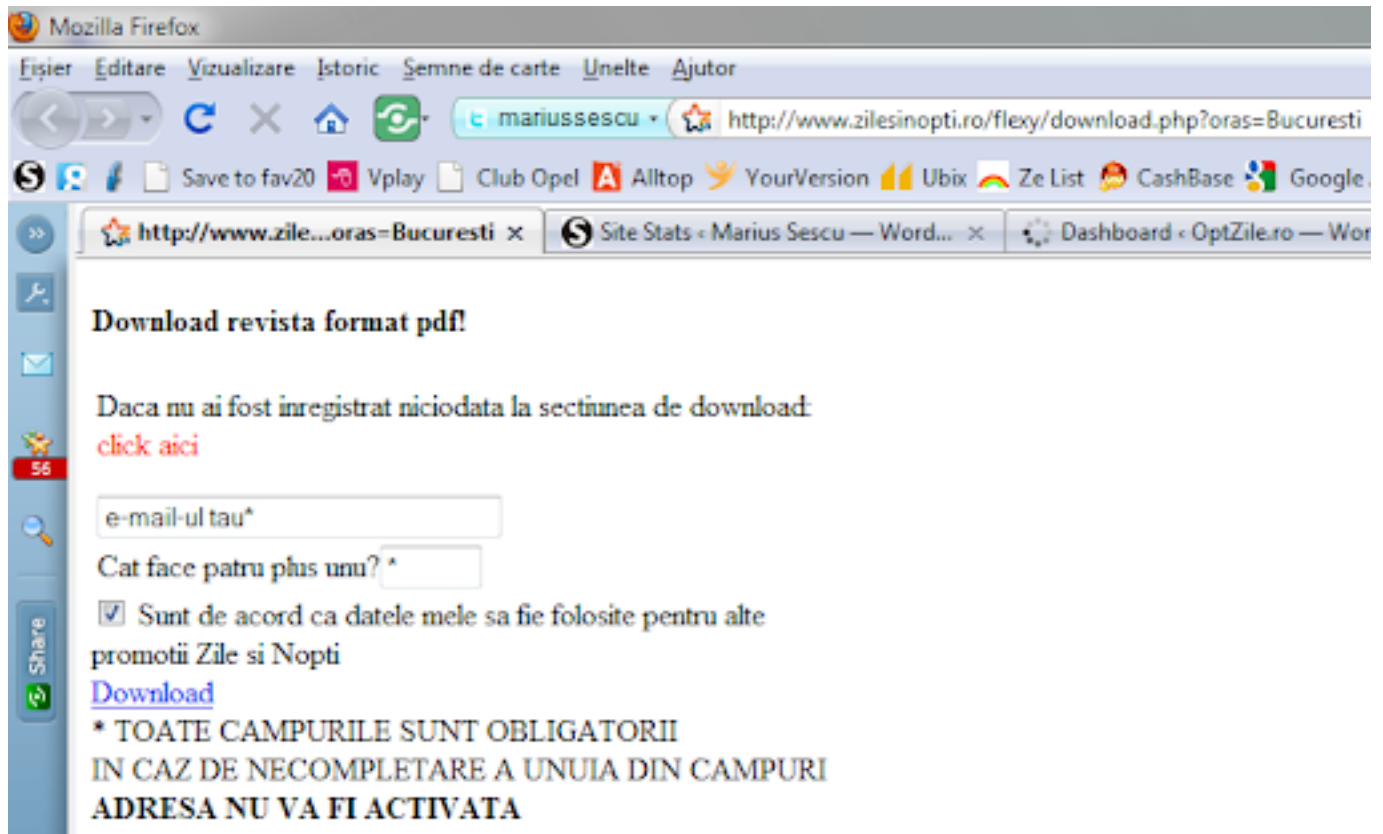 Mozilla Firefox
Fișier Editare Vizualizare Istoric Semne de carte Unelte Ajutor
mariussescu http://www.zilesinopti.ro/flexy/download.php?oras=Bucuresti
Save to fav20 Vplay Club Opel Alltop YourVersion Ubix Ze List CashBase Google
http://www.zile...oras=Bucuresti Site Stats ‹ Marius Sescu — Word... Dashboard ‹ OptZile.ro — Wor
Download revista format pdf!
Daca nu ai fost inregistrat niciodata la sectiunea de download:
click aici
56
e-mail-ul tau*
Cat face patru plus unu? *
Sunt de acord ca datele mele sa fie folosite pentru alte
promotii Zile si Nopti
Share
Download
* TOATE CAMPURILE SUNT OBLIGATORII
IN CAZ DE NECOMPLETARE A UNUIA DIN CAMPURI
ADRESA NU VA FI ACTIVATA